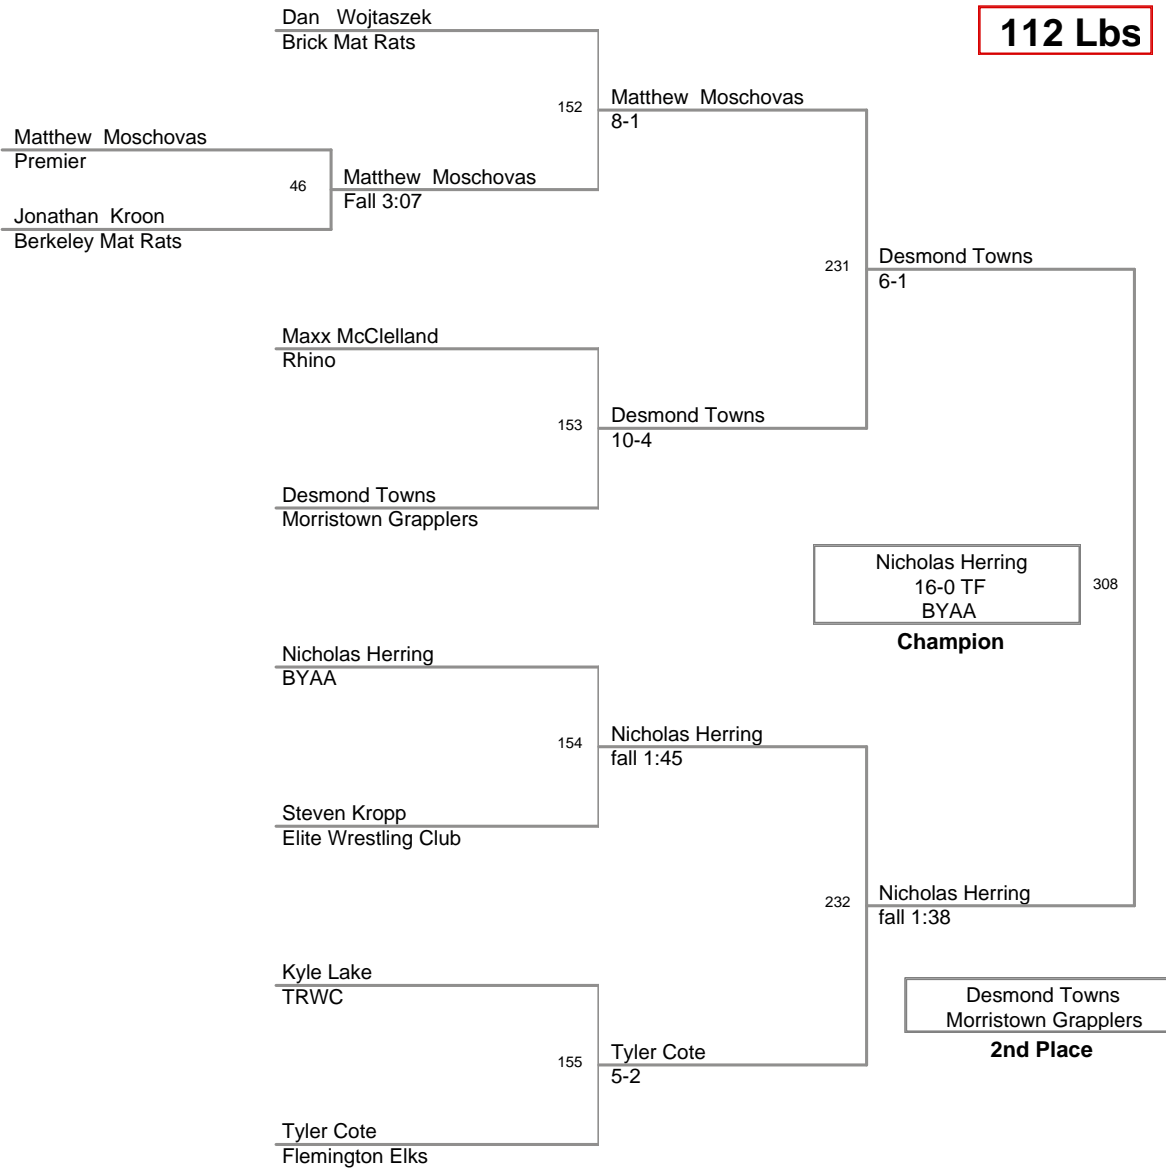 Dan Wojtaszek
Brick Mat Rats
112 Lbs
152
Matthew Moschovas
8-1
Matthew Moschovas
Premier
46
Matthew Moschovas
Fall 3:07
Jonathan Kroon
Berkeley Mat Rats
231
Desmond Towns
6-1
Maxx McClelland
Rhino
153
Desmond Towns
10-4
Desmond Towns
Morristown Grapplers
Nicholas Herring
16-0 TF
BYAA
308
Champion
Nicholas Herring
BYAA
154
Nicholas Herring
fall 1:45
Steven Kropp
Elite Wrestling Club
232
Nicholas Herring
fall 1:38
Kyle Lake
TRWC
Desmond Towns
Morristown Grapplers
2nd Place
155
Tyler Cote
5-2
Tyler Cote
Flemington Elks